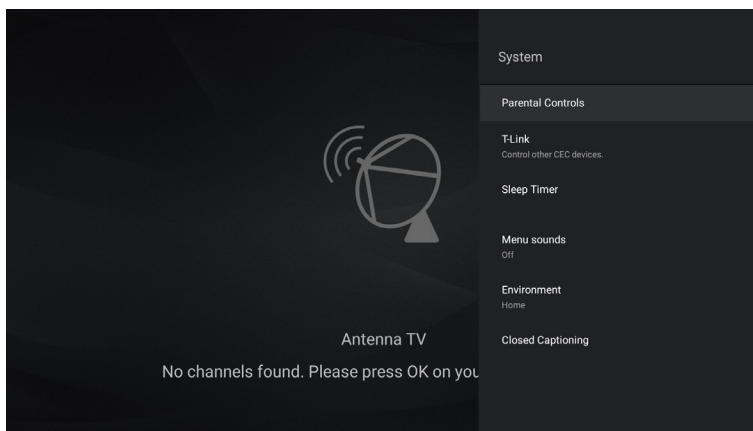 System
Parental Controls
T-Link
Control other CEC devices.
Sleep Timer
Menu sounds
Off
Environment
Home
Closed Captioning
Antenna TV
No channels found. Please press OK on you